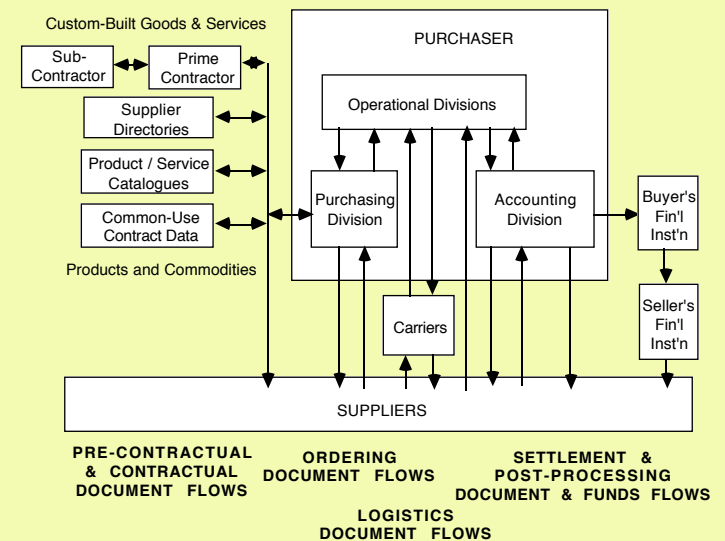 Custom-Built Goods & Services
Sub-
Contractor
Prime
Contractor
Supplier
Directories
Product / Service
Catalogues
Common-Use
Contract Data
Products and Commodities
PURCHASER
Operational Divisions
Purchasing
Division
Accounting
Division
Carriers
Buyer's
Fin'l
Inst'n
Seller's
Fin'l
Inst'n
SUPPLIERS
PRE-CONTRACTUAL
& CONTRACTUAL
DOCUMENT FLOWS
ORDERING
DOCUMENT FLOWS
LOGISTICS
DOCUMENT FLOWS
SETTLEMENT &
POST-PROCESSING
DOCUMENT & FUNDS FLOWS